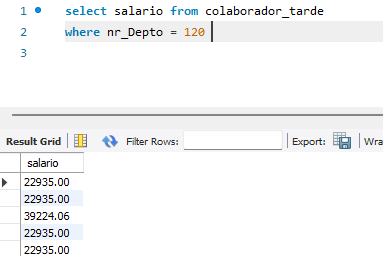 1 select salario from colaborador_tarde
2 where nr_Depto = 120
3
Result Grid Filter Rows: Export: Wra
salario
22935.00
22935.00
39224.06
22935.00
22935.00